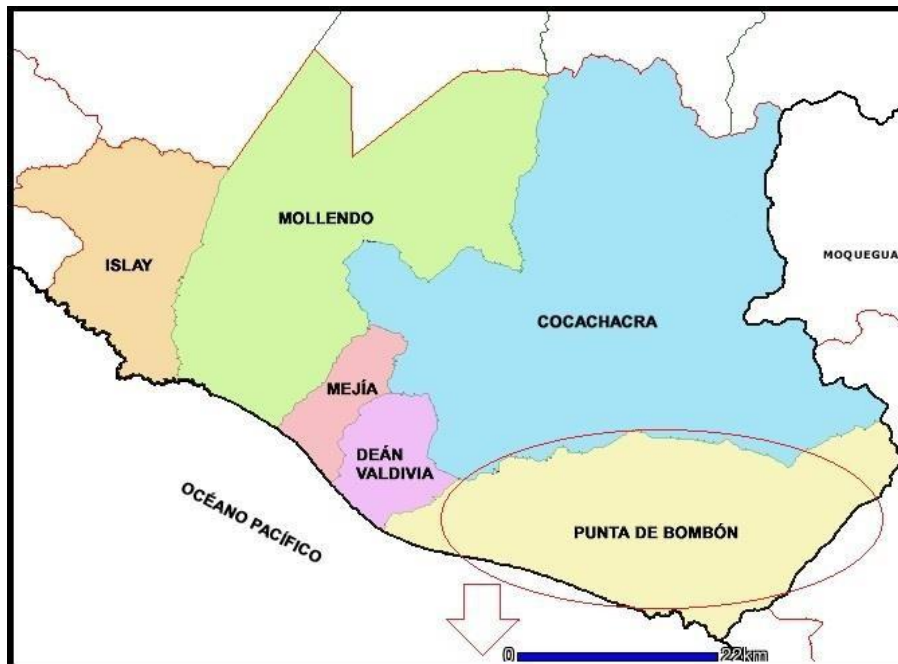 MOLLENDO
ISLAY
MOQUEGUA
COCACHACRA
MEJÍA
DEÁN
VALDIVIA
OCÉANO PACÍFICO
PUNTA DE BOMBÓN
0 22km